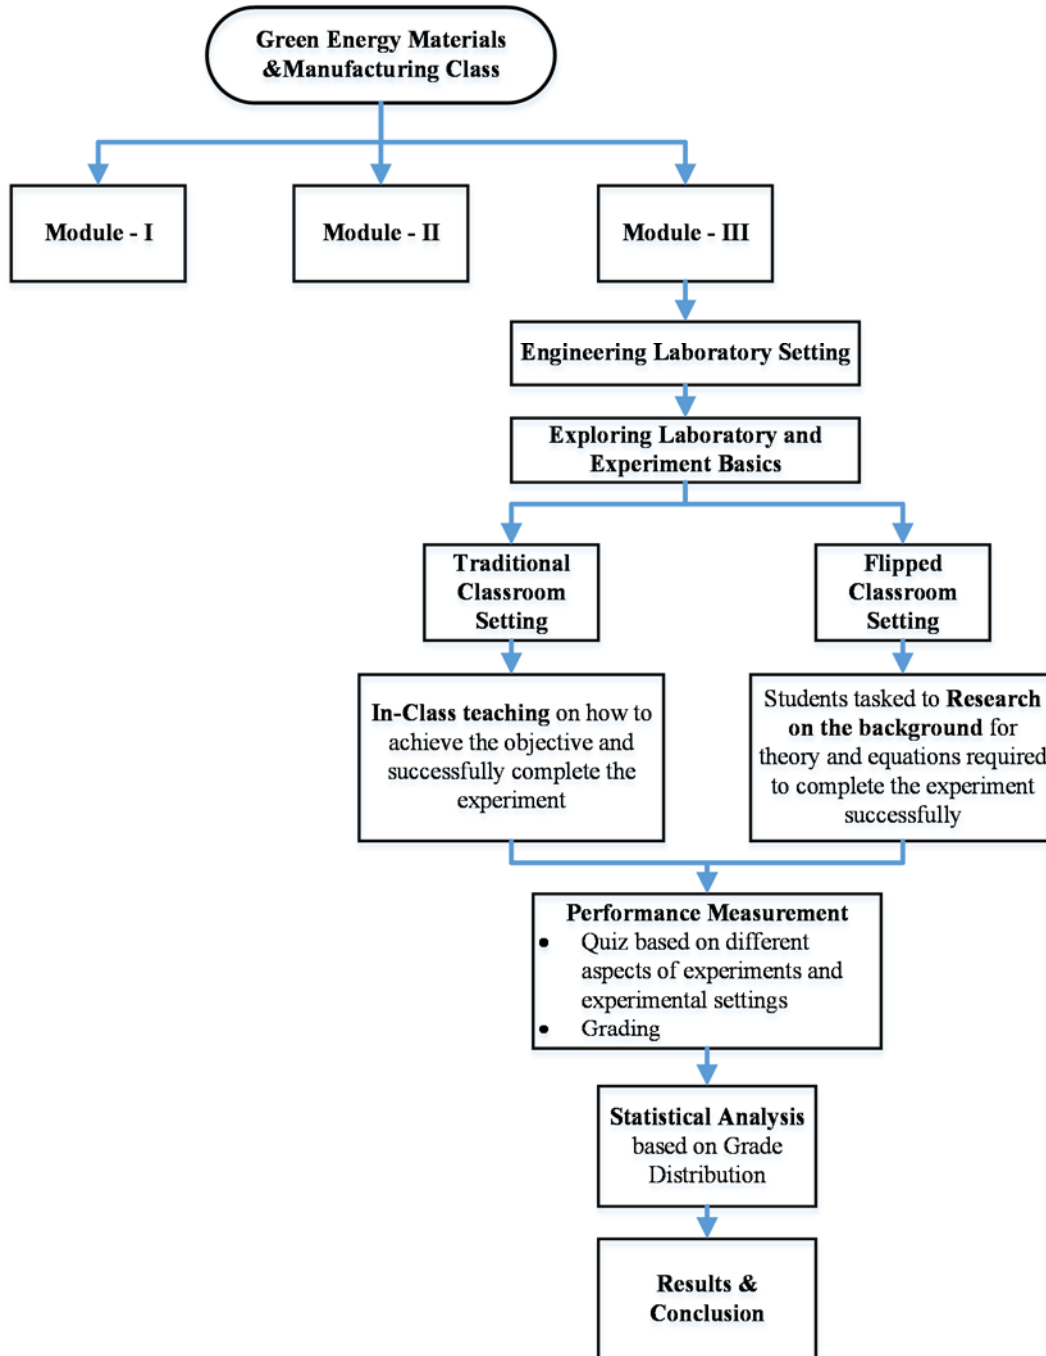 Green Energy Materials
&Manufacturing Class
Module - I
Module - II
Module - III
Engineering Laboratory Setting
Exploring Laboratory and
Experiment Basics
Traditional
Classroom
Setting
Flipped
Classroom
Setting
In-Class teaching on how to
achieve the objective and
successfully complete the
experiment
Students tasked to Research
on the background for
theory and equations required
to complete the experiment
successfully
Performance Measurement
• Quiz based on different
aspects of experiments and
experimental settings
• Grading
Statistical Analysis
based on Grade
Distribution
Results &
Conclusion